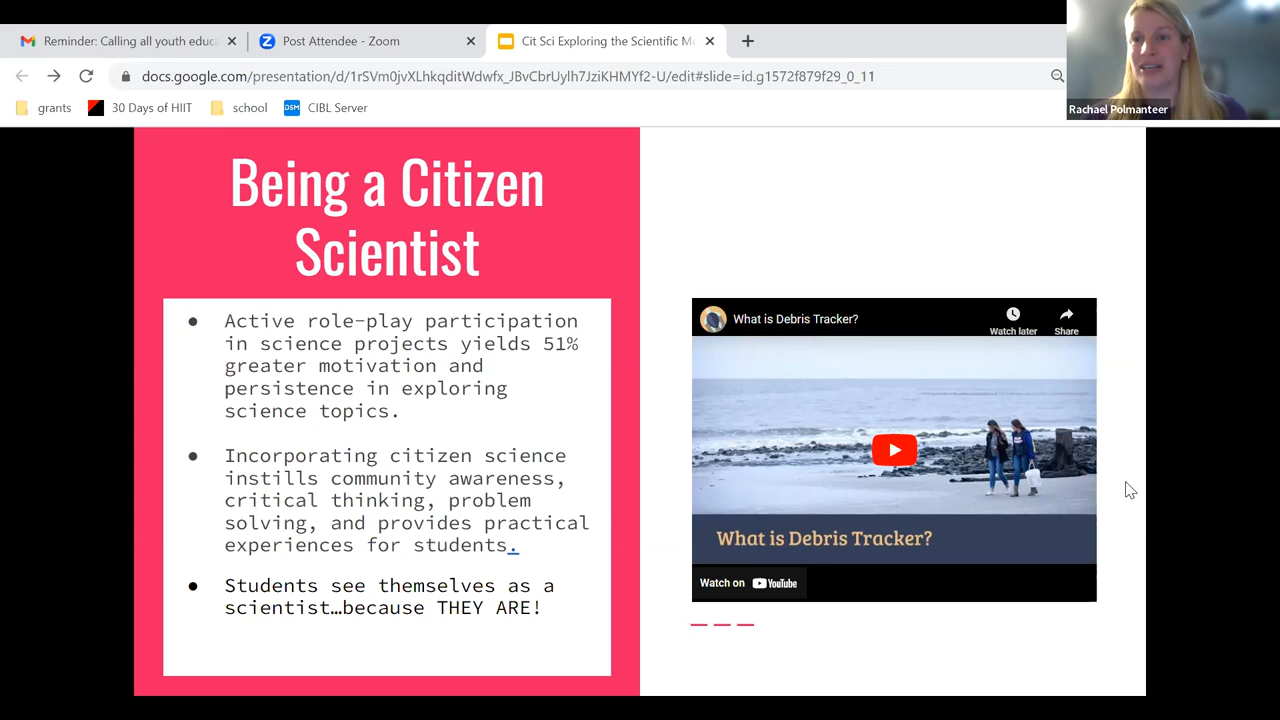 Reminder: Calling all youth educ
Post Attendee - Zoom
Cit Sci Exploring the Scientific M
docs.google.com/presentation/d/1rSVm0jvXLhkqditWdwfx_JBvCbrUylh7JziKHMYf2-U/edit#slide=id.g1572f879f29_0_11
grants
30 Days of HIIT
school
DSM
CIBL Server
Rachael Polmanteer
Being a Citizen
Scientist
● Active role-play participation
in science projects yields 51%
greater motivation and
persistence in exploring
science topics.
● Incorporating citizen science
instills community awareness,
critical thinking, problem
solving, and provides practical
experiences for students.
● Students see themselves as a
scientist…because THEY ARE!
What is Debris Tracker?
Watch later
Share
What is Debris Tracker?
Watch on YouTube